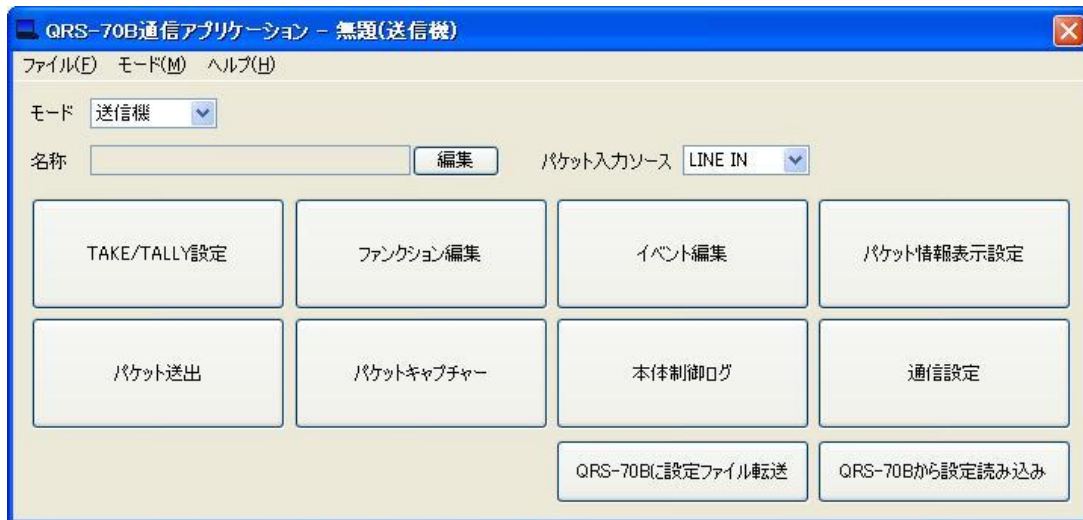 QRS-70B通信アプリケーション - 無題(送信機)
ファイル(F) モード(M) ヘルプ(H)
モード 送信機
名称 編集 パケット入力ソース LINE IN
TAKE/TALLY設定 ファンクション編集 イベント編集 パケット情報表示設定
パケット送出 パケットキャプチャー 本体制御ログ 通信設定
QRS-70Bに設定ファイル転送 QRS-70Bから設定読み込み